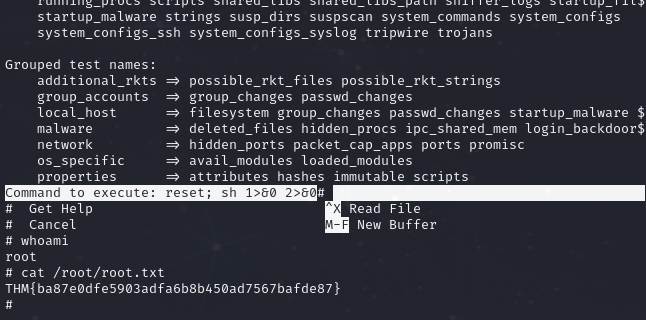 running_procs scripts shared_libs shared_libs_path sniffer_logs startup_fil$
startup_malware strings susp_dirs suspscan system_commands system_configs
system_configs_ssh system_configs_syslog tripwire trojans
Grouped test names:
additional_rkts => possible_rkt_files possible_rkt_strings
group_accounts => group_changes passwd_changes
local_host => filesystem group_changes passwd_changes startup_malware $
malware => deleted_files hidden_procs ipc_shared_mem login_backdoor$
network => hidden_ports packet_cap_apps ports promisc
os_specific => avail_modules loaded_modules
properties => attributes hashes immutable scripts
Command to execute: reset; sh 1>&0 2>&0#
# Get Help ^X Read File
# Cancel M-F New Buffer
# whoami
root
# cat /root/root.txt
THM{ba87e0dfe5903adfa6b8b450ad7567bafde87}
#